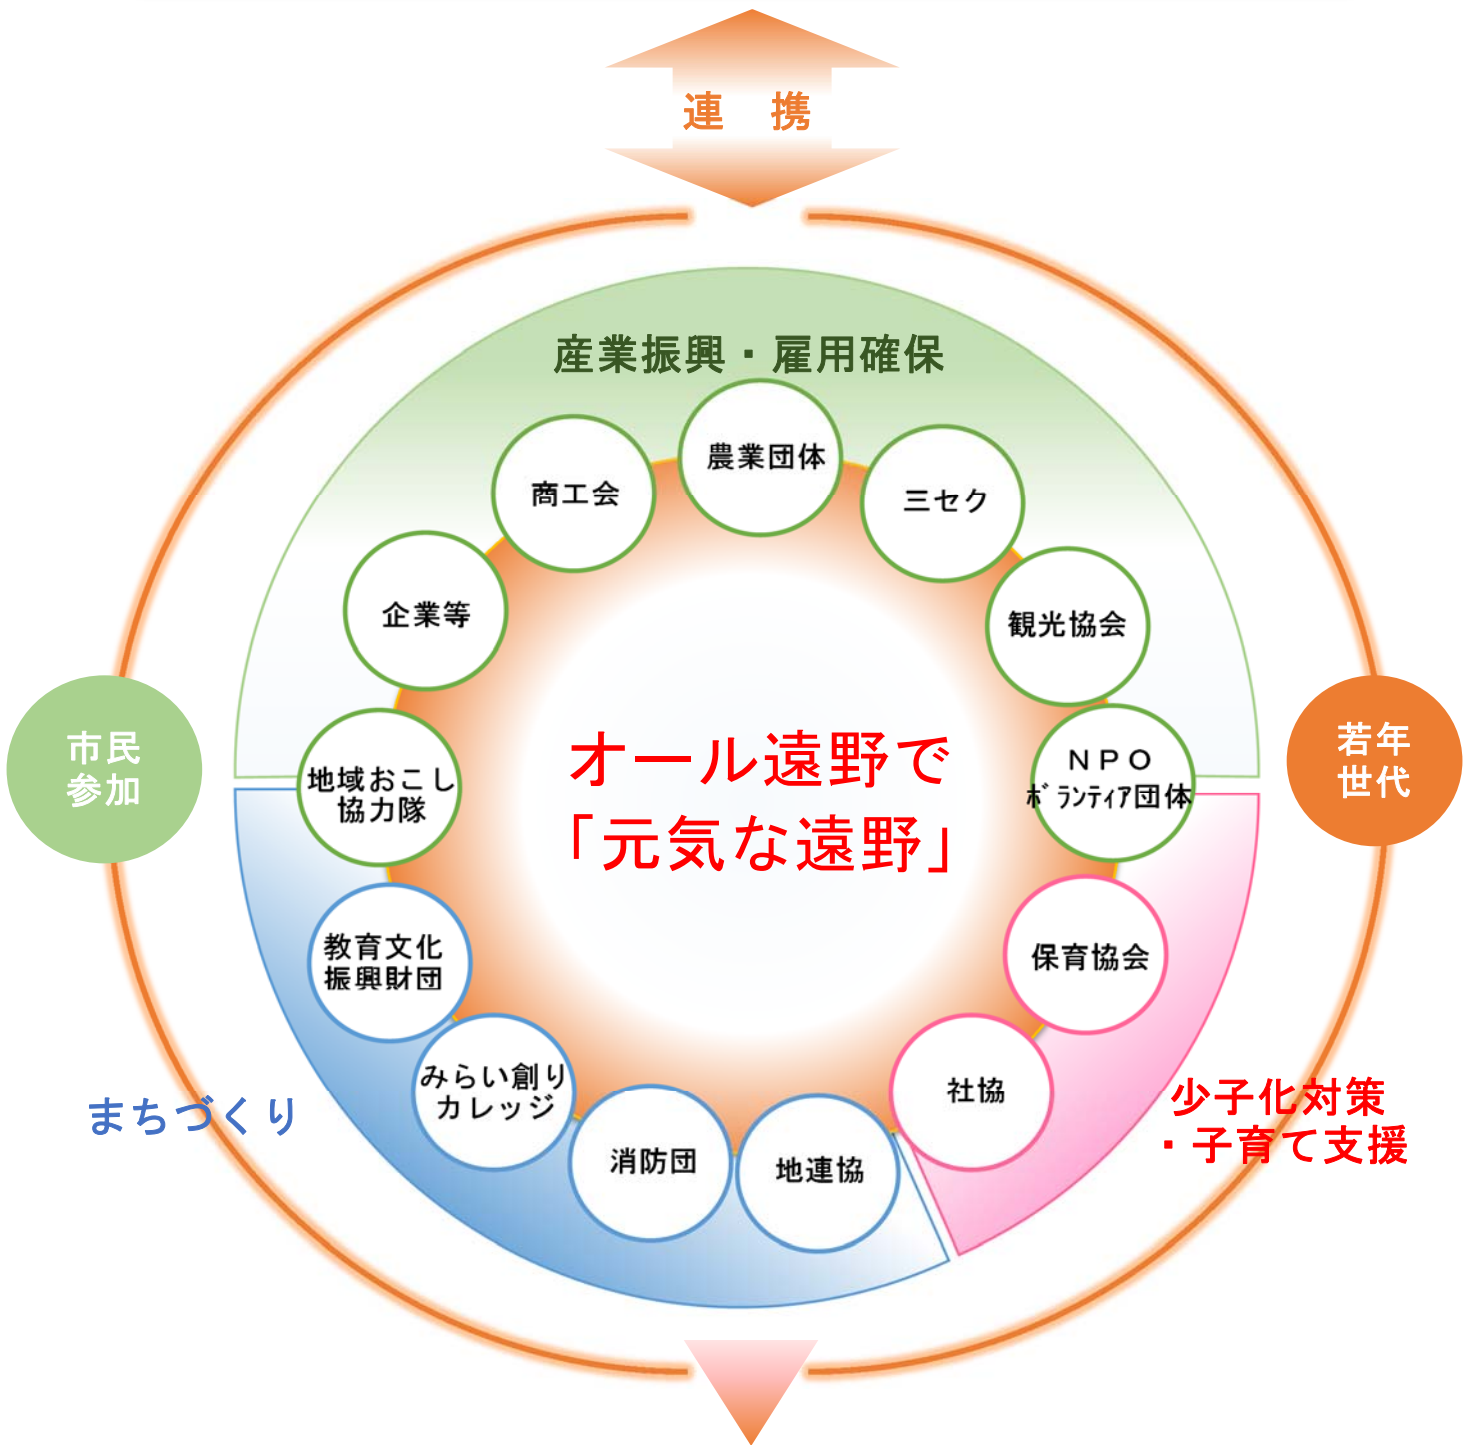 連　携
産業振興・雇用確保
農業団体
商工会
三セク
企業等
観光協会
市民
参加
若年
世代
オール遠野で
「元気な遠野」
地域おこし
協力隊
ＮＰＯ
ﾎﾞﾗﾝﾃｨｱ団体
教育文化
振興財団
保育協会
みらい創り
カレッジ
社協
まちづくり
少子化対策
・子育て支援
消防団
地連協